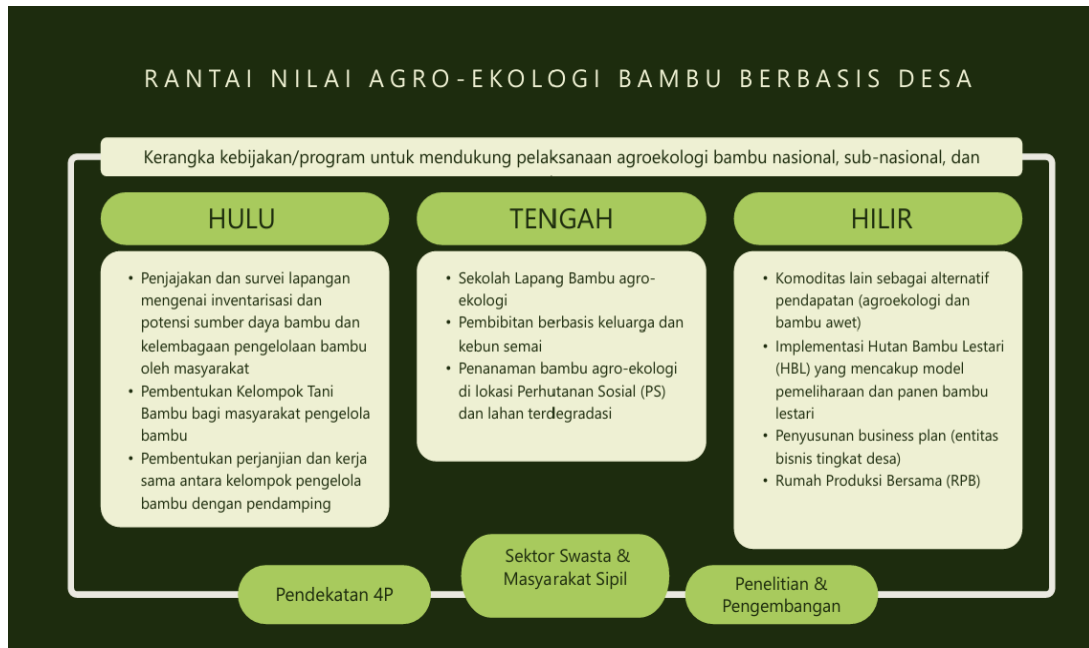 RANTAI NILAI AGRO-EKOLOGI BAMBU BERBASIS DESA
Kerangka kebijakan/program untuk mendukung pelaksanaan agroekologi bambu nasional, sub-nasional, dan
HULU
• Penjajakan dan survei lapangan
mengenai inventarisasi dan
potensi sumber daya bambu dan
kelembagaan pengelolaan bambu
oleh masyarakat
• Pembentukan Kelompok Tani
Bambu bagi masyarakat pengelola
bambu
• Pembentukan perjanjian dan kerja
sama antara kelompok pengelola
bambu dengan pendamping
TENGAH
• Sekolah Lapang Bambu agro-
ekologi
• Pembibitan berbasis keluarga dan
kebun semai
• Penanaman bambu agro-ekologi
di lokasi Perhutanan Sosial (PS)
dan lahan terdegradasi
HILIR
• Komoditas lain sebagai alternatif
pendapatan (agroekologi dan
bambu awet)
• Implementasi Hutan Bambu Lestari
(HBL) yang mencakup model
pemeliharaan dan panen bambu
lestari
• Penyusunan business plan (entitas
bisnis tingkat desa)
• Rumah Produksi Bersama (RPB)
Pendekatan 4P
Sektor Swasta &
Masyarakat Sipil
Penelitian &
Pengembangan